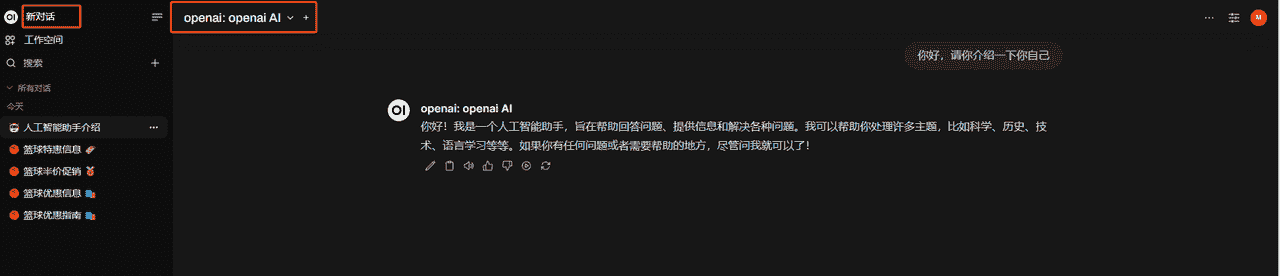 OI 新对话
工作空间
搜索
所有对话
今天
人工智能助手介绍
篮球特惠信息
篮球半价促销
篮球优惠信息
篮球优惠指南
openai: openai AI
M
你好，请你介绍一下你自己
OI openai: openai AI
你好！我是一个人工智能助手，旨在帮助回答问题、提供信息和解决各种问题。我可以帮助你处理许多主题，比如科学、历史、技
术、语言学习等等。如果你有任何问题或者需要帮助的地方，尽管问我就可以了！